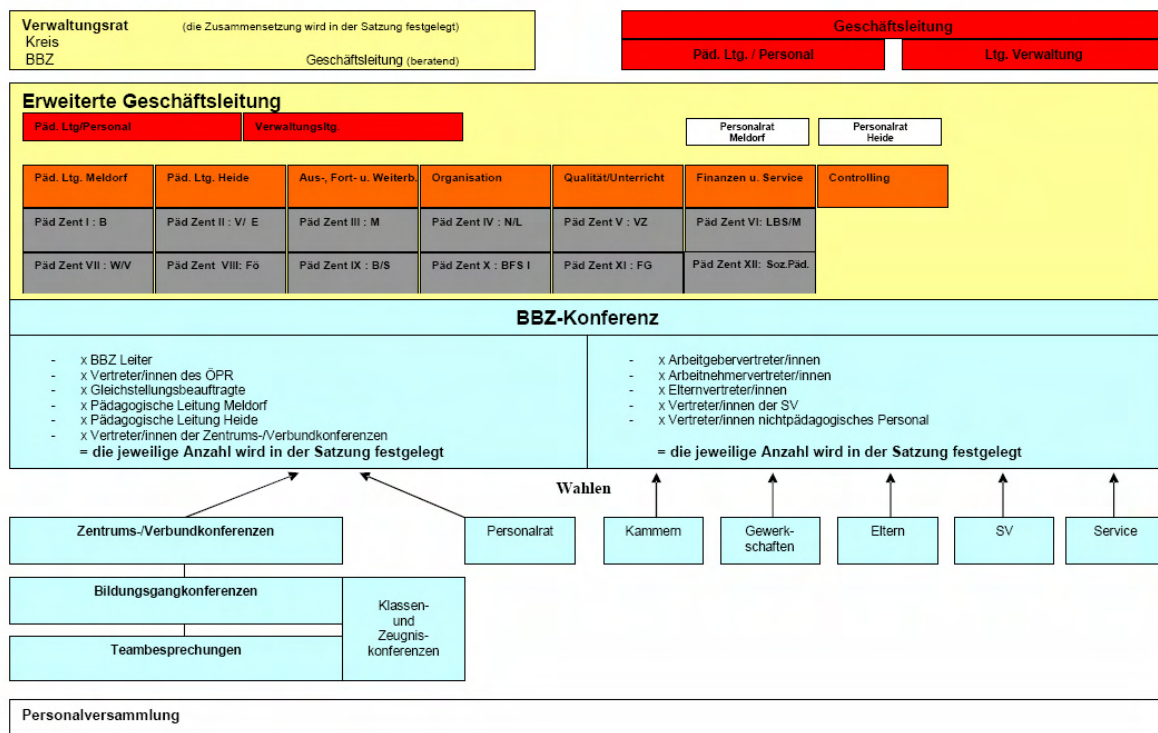 Verwaltungsrat (die Zusammensetzung wird in der Satzung festgelegt)
Kreis
BBZ Geschäftsleitung (beratend)
Geschäftsleitung
Päd. Ltg. / Personal Ltg. Verwaltung
Erweiterte Geschäftsleitung
Päd. Ltg/Personal Verwaltungsltg. Personalrat Meldorf Personalrat Heide
Päd. Ltg. Meldorf Päd. Ltg. Heide Aus-, Fort- u. Weiterb. Organisation Qualität/Unterricht Finanzen u. Service Controlling
Päd Zent I : B Päd Zent II : V/ E Päd Zent III : M Päd Zent IV : N/L Päd Zent V : VZ Päd Zent VI: LBS/M
Päd Zent VII : W/V Päd Zent VIII: Fö Päd Zent IX : B/S Päd Zent X : BFS I Päd Zent XI : FG Päd Zent XII: Soz.Päd.
BBZ-Konferenz
- x BBZ Leiter
- x Vertreter/innen des ÖPR
- x Gleichstellungsbeauftragte
- x Pädagogische Leitung Meldorf
- x Pädagogische Leitung Heide
- x Vertreter/innen der Zentrums-/Verbundkonferenzen
= die jeweilige Anzahl wird in der Satzung festgelegt
- x Arbeitgebervertreter/innen
- x Arbeitnehmervertreter/innen
- x Elternvertreter/innen
- x Vertreter/innen der SV
- x Vertreter/innen nichtpädagogisches Personal
= die jeweilige Anzahl wird in der Satzung festgelegt
Wahlen
Zentrums-/Verbundkonferenzen
Personalrat
Kammern
Gewerk-
schaften
Eltern
SV
Service
Bildungsgangkonferenzen
Teambesprechungen
Klassen-
und
Zeugnis-
konferenzen
Personalversammlung